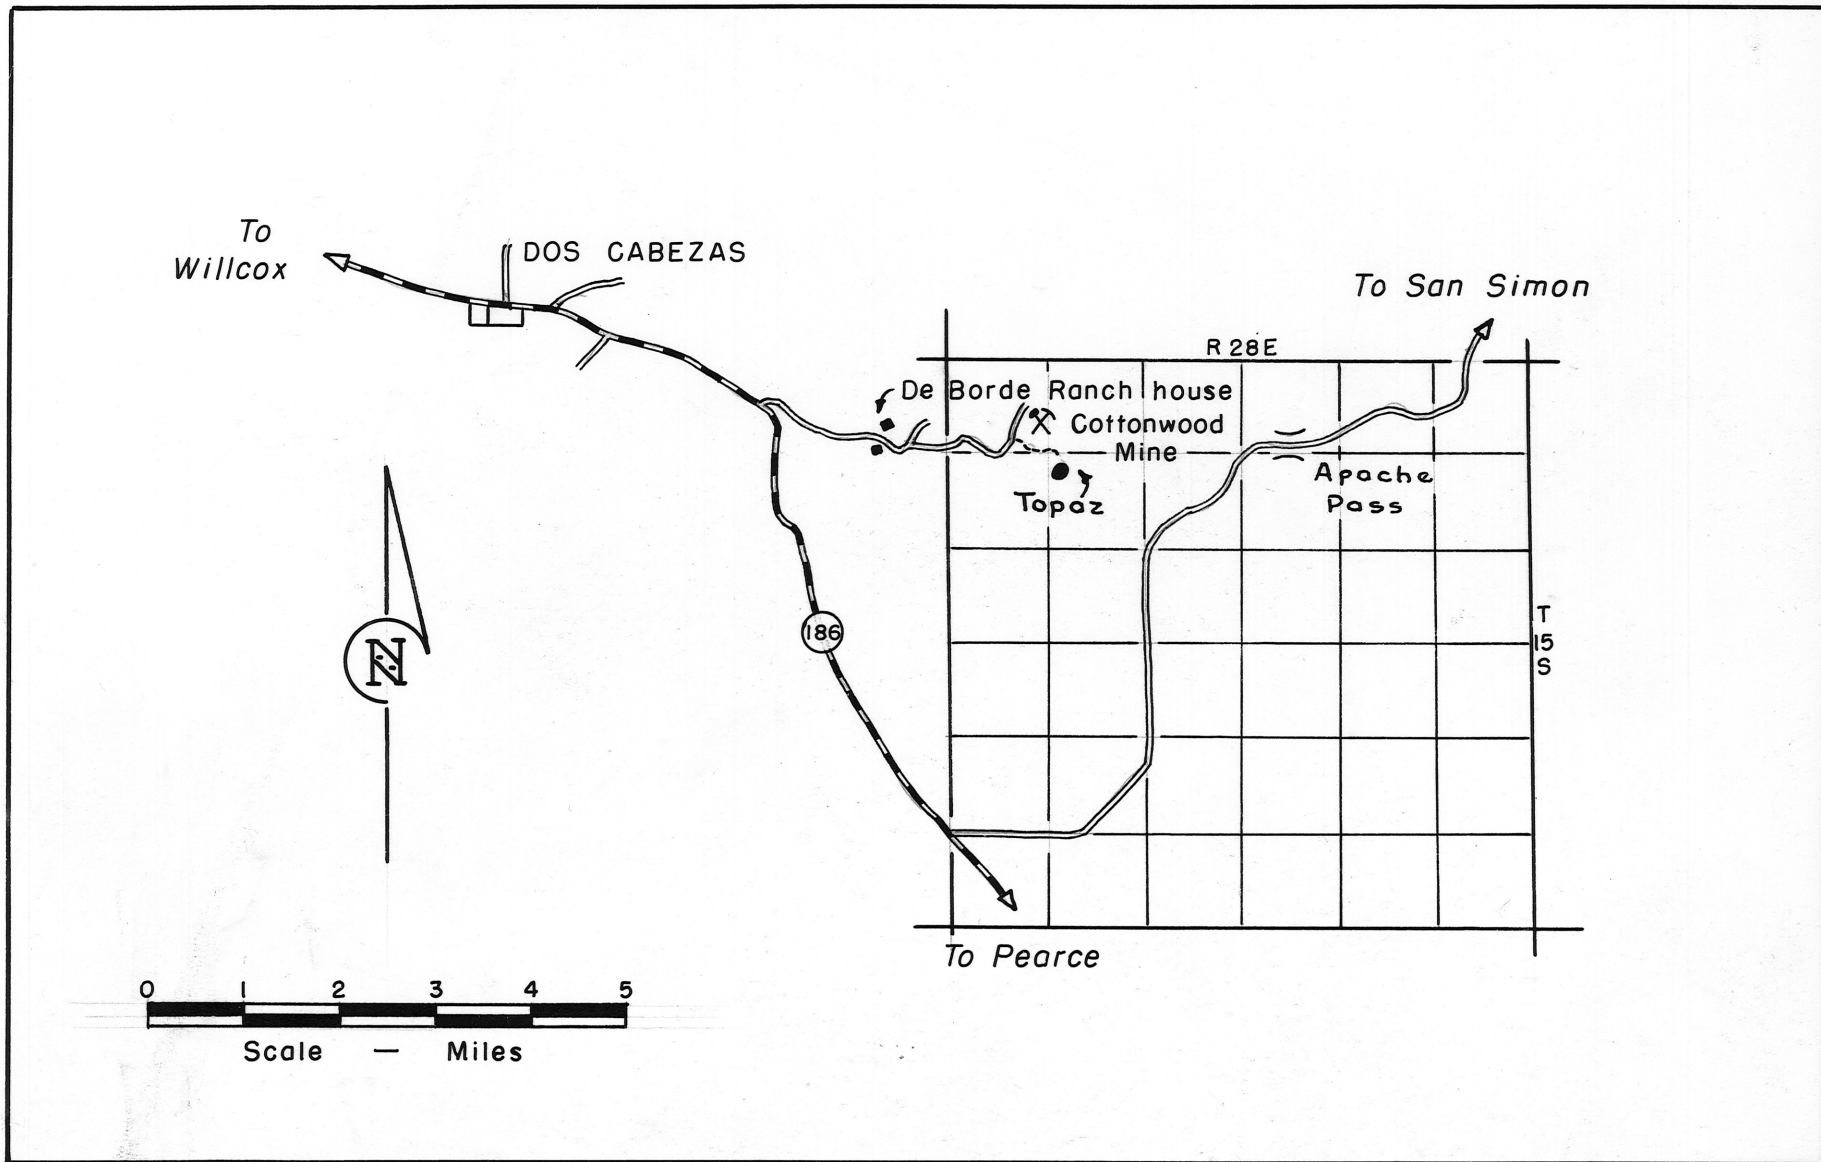 To
Willcox
DOS CABEZAS
To San Simon
R 28 E
De Borde Ranch house
Cottonwood
Mine
Topaz
Apache
Pass
186
T
15
S
N
To Pearce
0 1 2 3 4 5
Scale — Miles